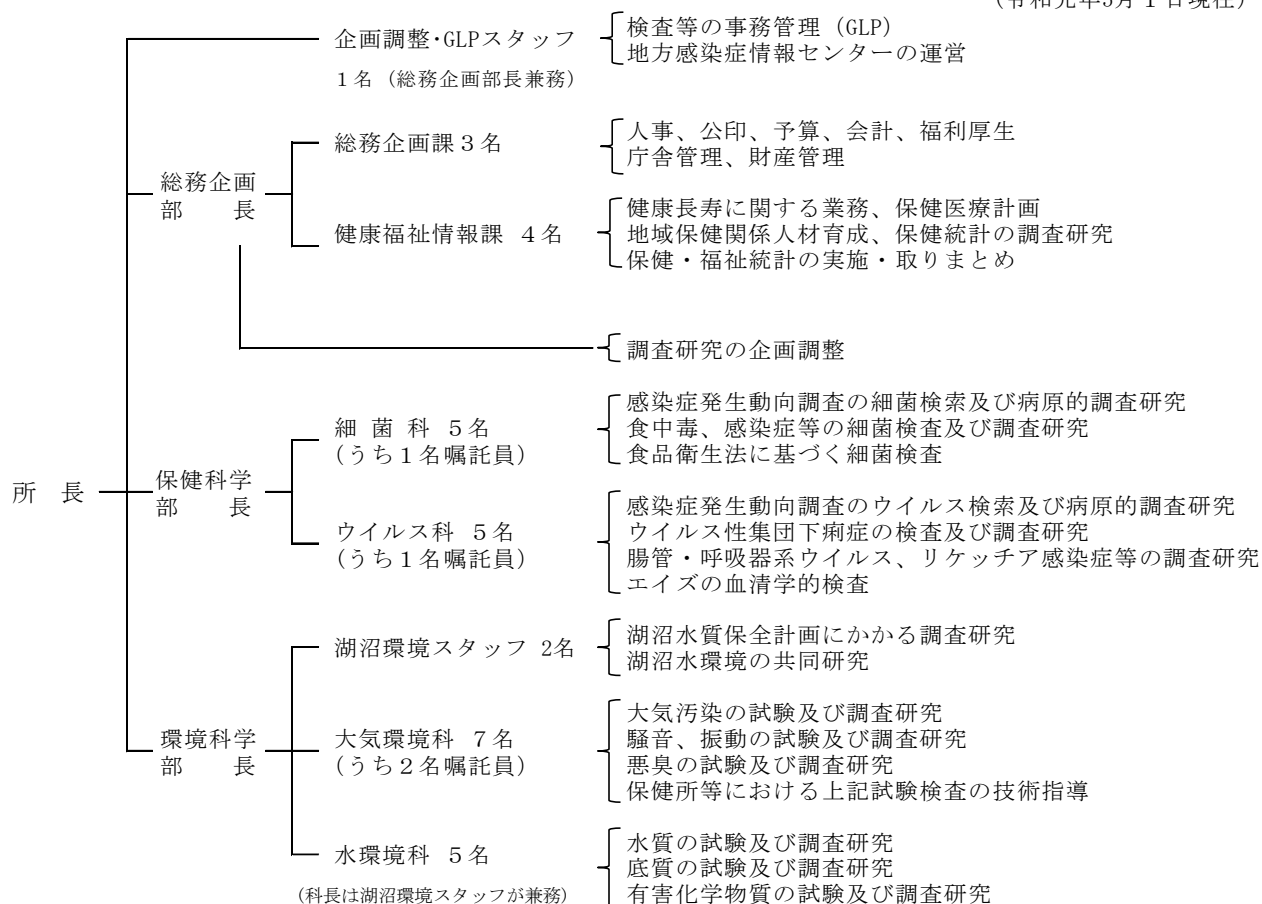 (令和元年5月1日現在)
企画調整・GLPスタッフ
1名 (総務企画部長兼務)
検査等の事務管理 (GLP)
地方感染症情報センターの運営
総務企画
部 長
総務企画課3名
人事、公印、予算、会計、福利厚生
庁舎管理、財産管理
健康福祉情報課 4名
健康長寿に関する業務、保健医療計画
地域保健関係人材育成、保健統計の調査研究
保健・福祉統計の実施・取りまとめ
調査研究の企画調整
所 長
保健科学
部 長
細 菌 科 5名
(うち1名嘱託員)
感染症発生動向調査の細菌検索及び病原的調査研究
食中毒、感染症等の細菌検査及び調査研究
食品衛生法に基づく細菌検査
ウイルス科 5名
(うち1名嘱託員)
感染症発生動向調査のウイルス検索及び病原的調査研究
ウイルス性集団下痢症の検査及び調査研究
腸管・呼吸器系ウイルス、リケッチア感染症等の調査研究
エイズの血清学的検査
環境科学
部 長
湖沼環境スタッフ 2名
湖沼水質保全計画にかかる調査研究
湖沼水環境の共同研究
大気環境科 7名
(うち2名嘱託員)
大気汚染の試験及び調査研究
騒音、振動の試験及び調査研究
悪臭の試験及び調査研究
保健所等における上記試験検査の技術指導
水環境科 5名
(科長は湖沼環境スタッフが兼務)
水質の試験及び調査研究
底質の試験及び調査研究
有害化学物質の試験及び調査研究